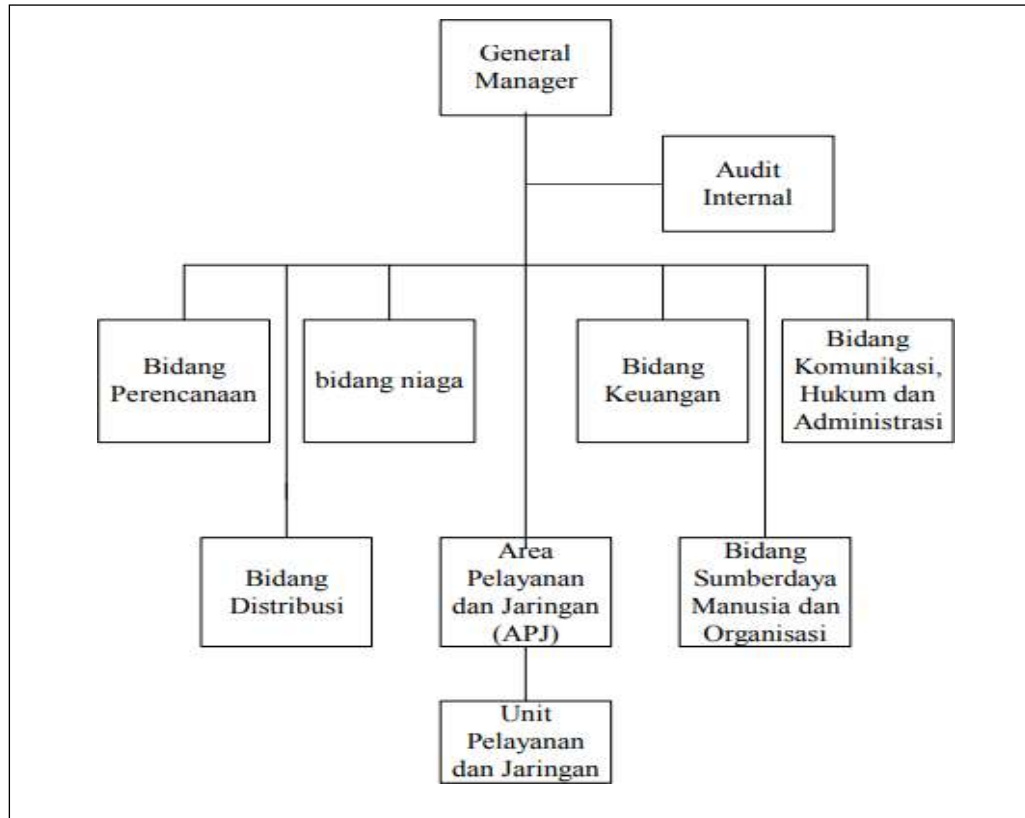 General
Manager
Audit
Internal
Bidang
Perencanaan
bidang niaga
Bidang
Keuangan
Bidang
Komunikasi,
Hukum dan
Administrasi
Bidang
Distribusi
Area
Pelayanan
dan Jaringan
(APJ)
Bidang
Sumberdaya
Manusia dan
Organisasi
Unit
Pelayanan
dan Jaringan